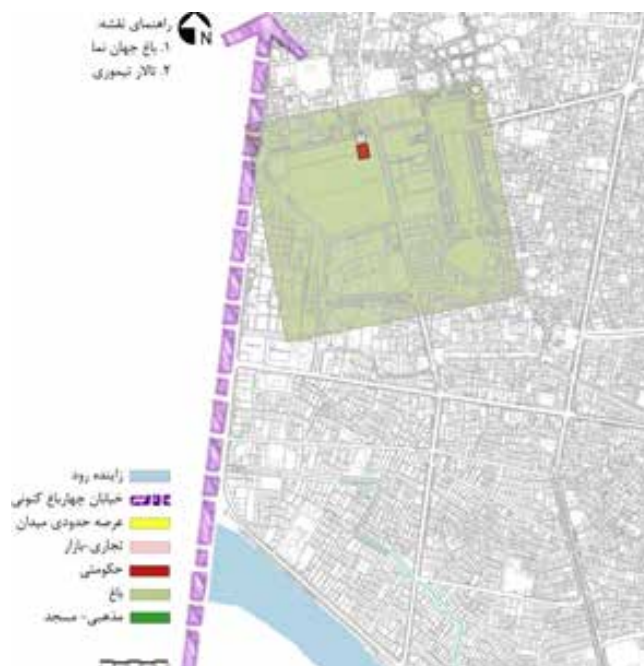 راهنمای نقشه:
N
۱. باغ جهان نما
۲. تالار تیموری
زاینده رود
خیابان چهارباغ کنونی
عرصه حدودی میدان
تجاری-بازار
حکومتی
باغ
مذهبی- مسجد